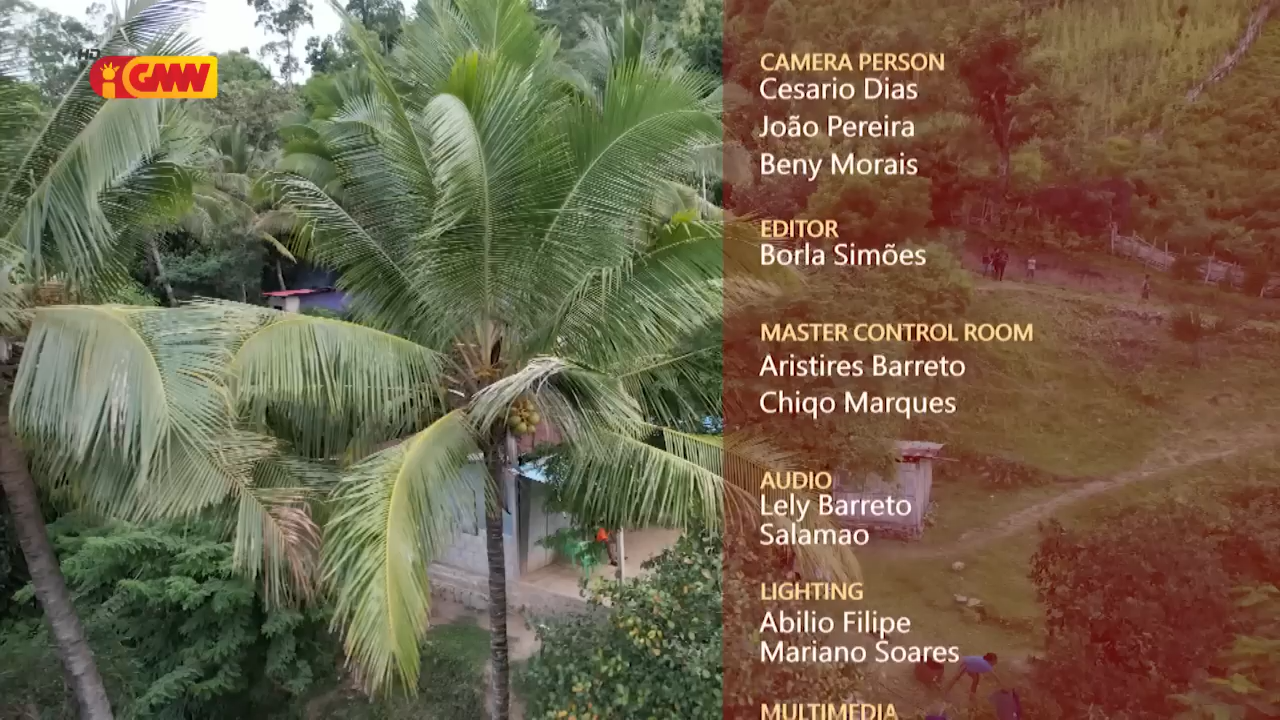 HD
GMN
CAMERA PERSON
Cesario Dias
João Pereira
Beny Morais
EDITOR
Borla Simões
MASTER CONTROL ROOM
Aristires Barreto
Chiqo Marques
AUDIO
Lely Barreto
Salamao
LIGHTING
Abilio Filipe
Mariano Soares
MULTIMEDIA